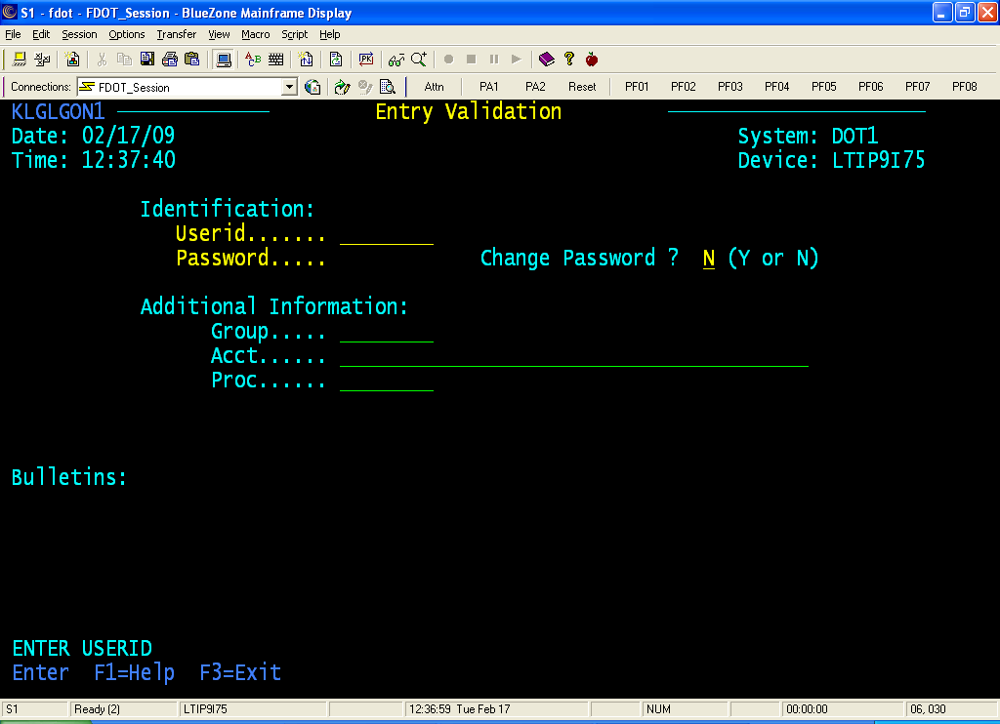 S1 - fdot - FDOT_Session - BlueZone Mainframe Display
File Edit Session Options Transfer View Macro Script Help
Connections: FDOT_Session Attn PA1 PA2 Reset PF01 PF02 PF03 PF04 PF05 PF06 PF07 PF08
KLGLGON1 Entry Validation
Date: 02/17/09 System: DOT1
Time: 12:37:40 Device: LTIP9I75
Identification:
Userid.......
Password..... Change Password ? N (Y or N)
Additional Information:
Group.....
Acct......
Proc......
Bulletins:
ENTER USERID
Enter F1=Help F3=Exit
S1 Ready (2) LTIP9I75 12:36:59 Tue Feb 17 NUM 00:00:00 06, 030